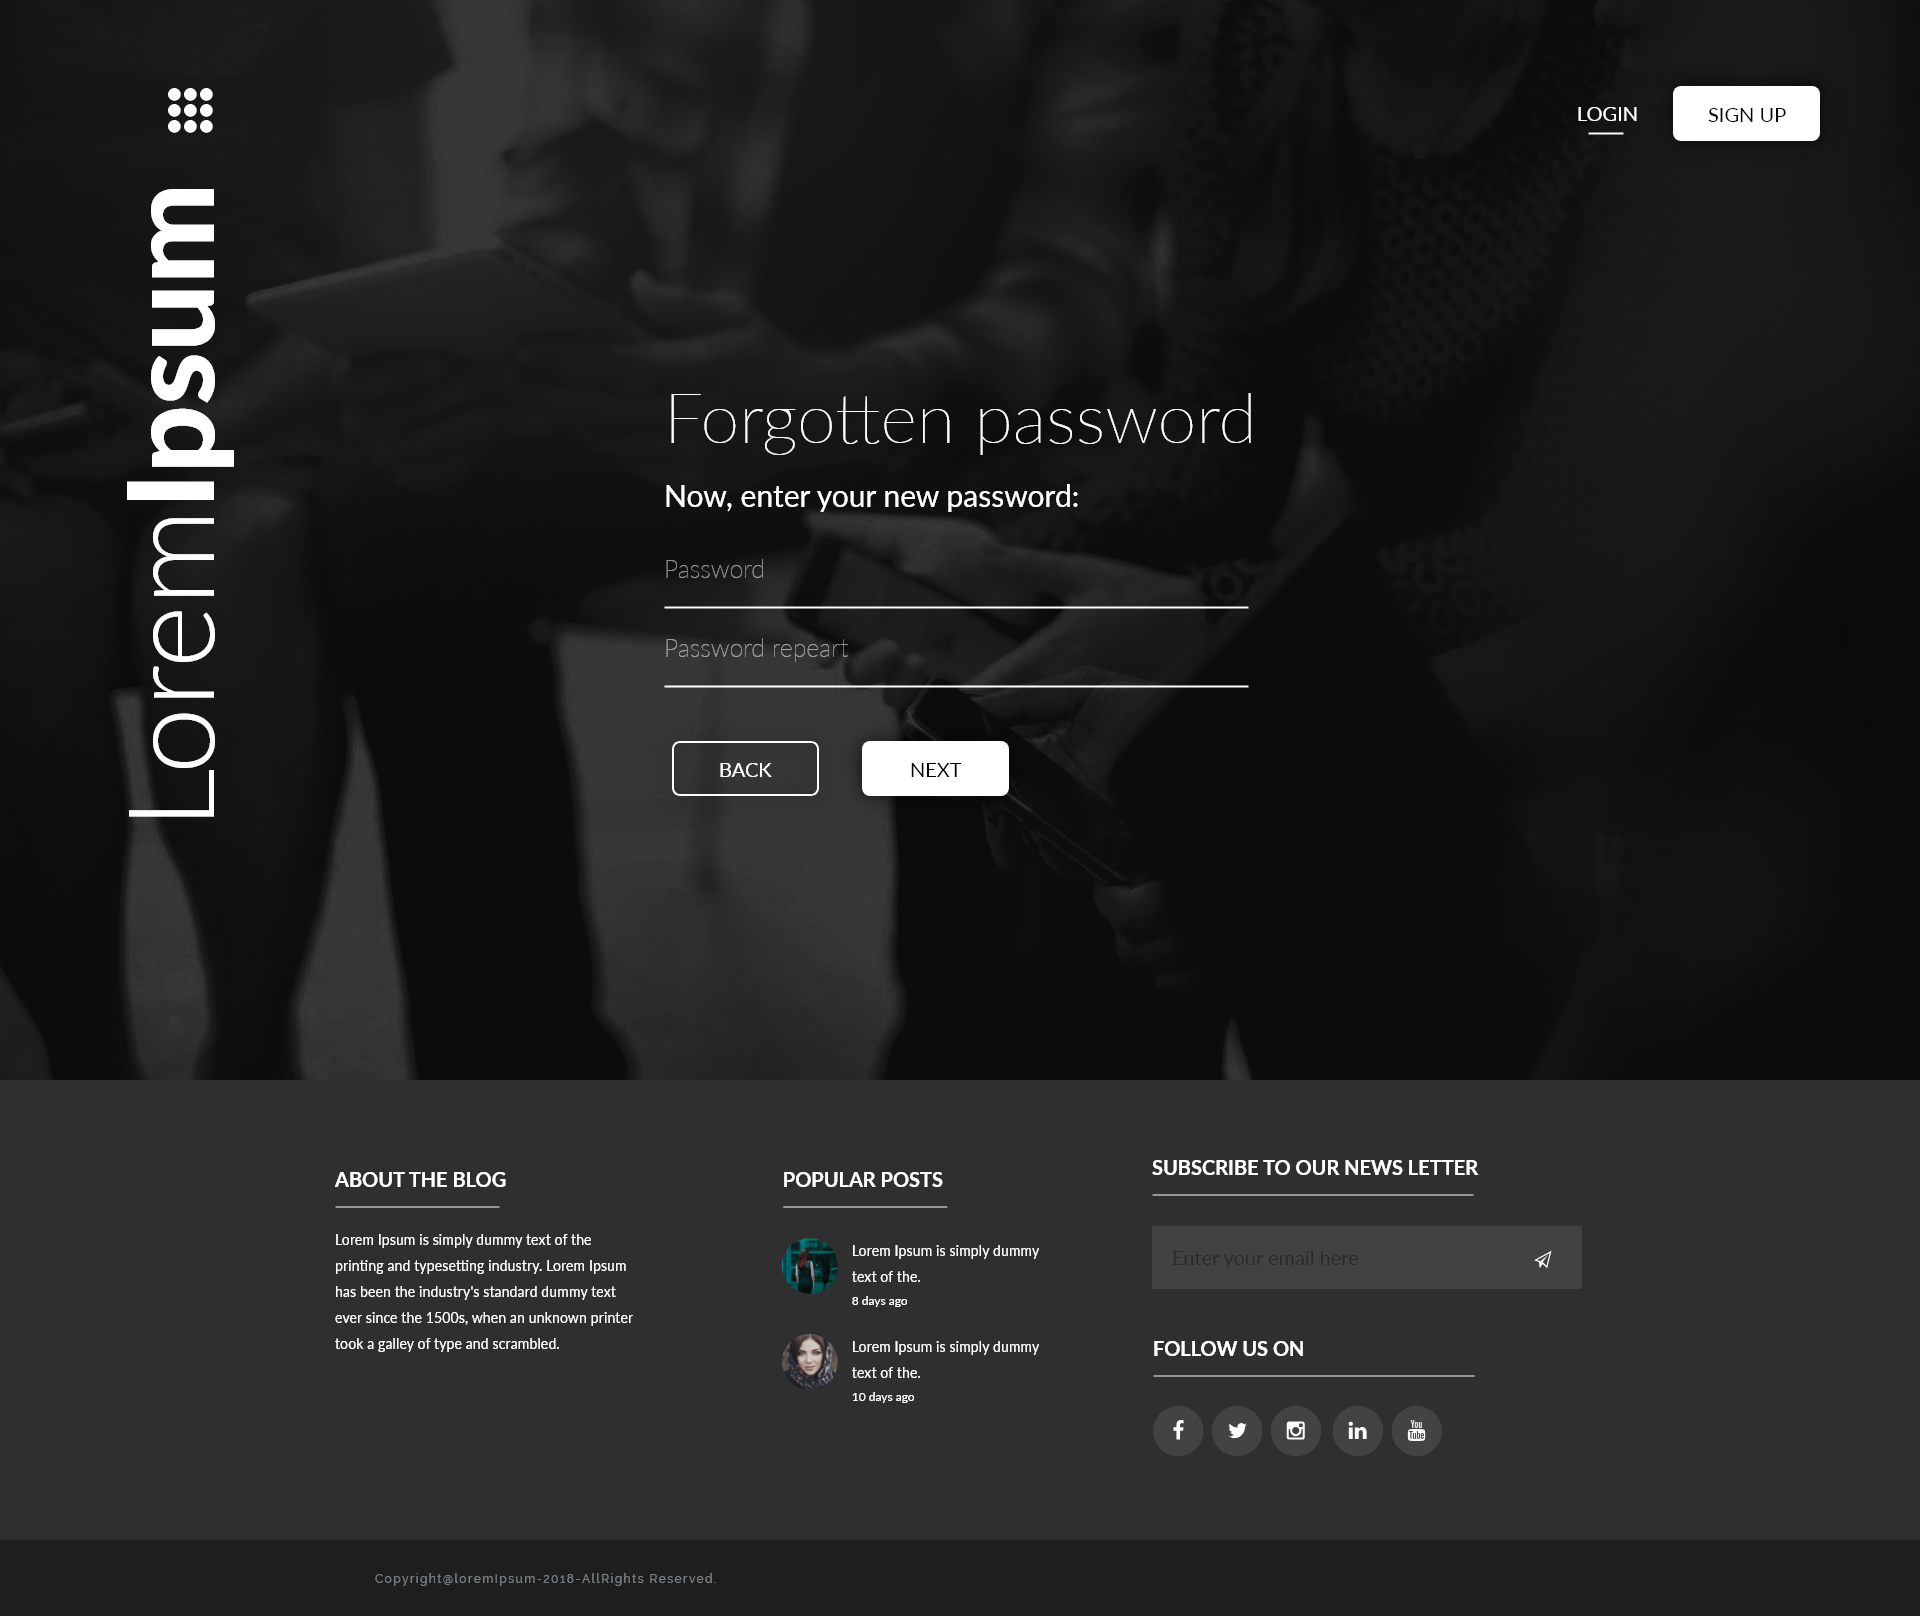 LOGIN
SIGN UP
LoremIpsum
Forgotten password
Now, enter your new password:
Password
Password repeart
BACK
NEXT
ABOUT THE BLOG
Lorem Ipsum is simply dummy text of the
printing and typesetting industry. Lorem Ipsum
has been the industry's standard dummy text
ever since the 1500s, when an unknown printer
took a galley of type and scrambled.
POPULAR POSTS
Lorem Ipsum is simply dummy
text of the.
8 days ago
Lorem Ipsum is simply dummy
text of the.
10 days ago
SUBSCRIBE TO OUR NEWS LETTER
Enter your email here
FOLLOW US ON
You
Tube
Copyright@loremIpsum-2018-AllRights Reserved.